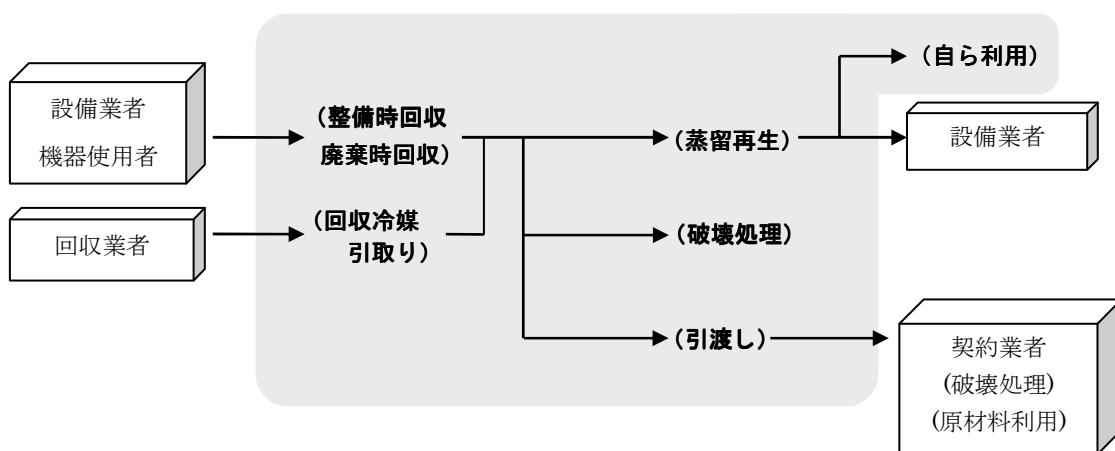 (自ら利用)
設備業者
機器使用者
(整備時回収
廃棄時回収)
(蒸留再生)
設備業者
回収業者
(回収冷媒
引取り)
(破壊処理)
(引渡し)
契約業者
(破壊処理)
(原材料利用)